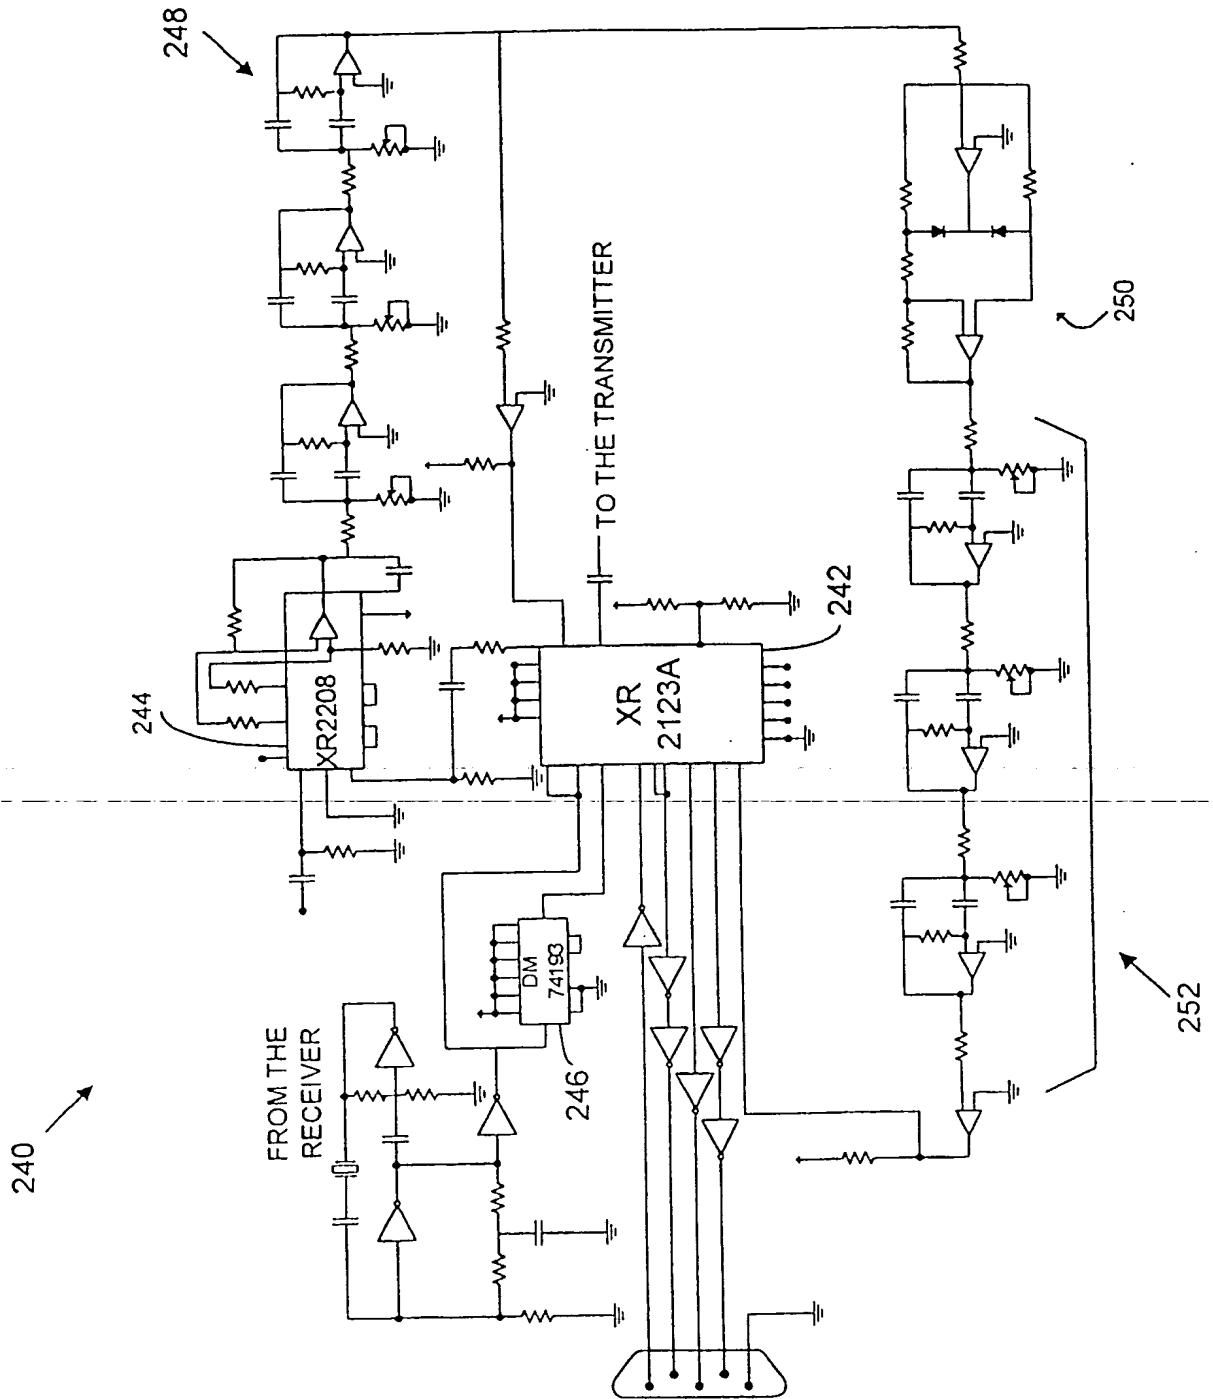 248
244
XR2208
TO THE TRANSMITTER
242
XR
2123A
250
DM
74193
246
FROM THE
RECEIVER
240
252